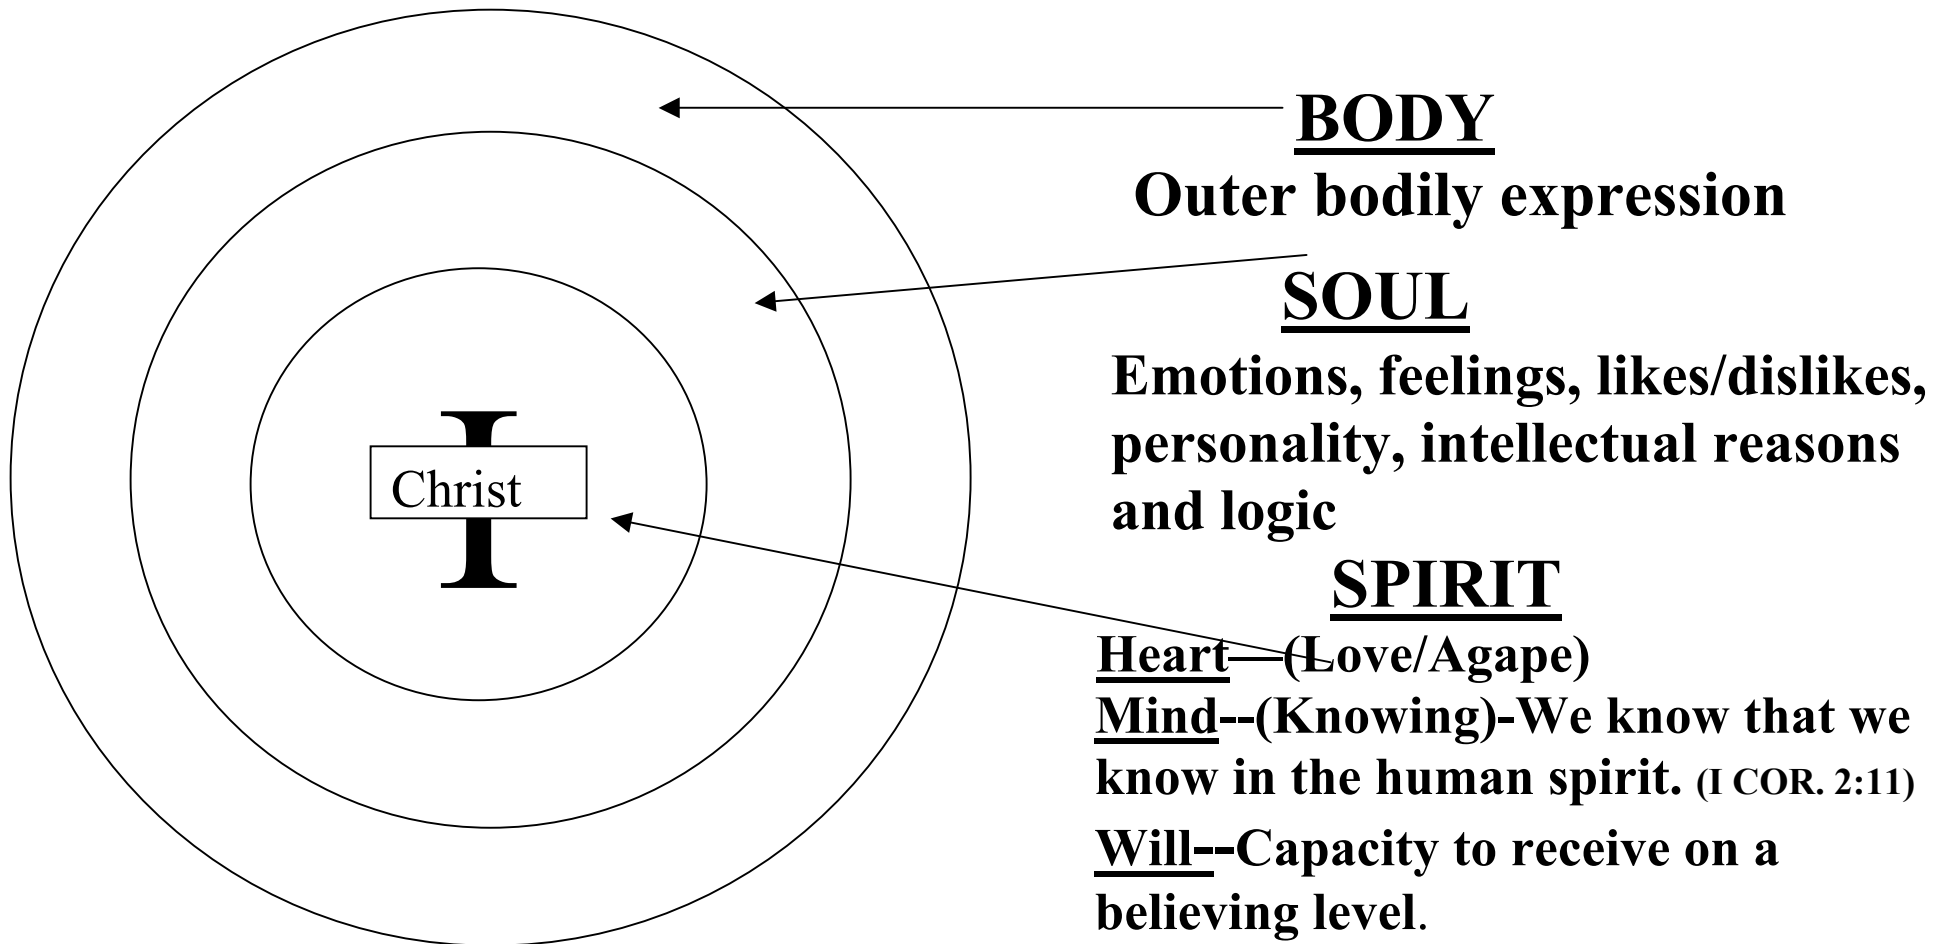 BODY
Outer bodily expression
SOUL
Emotions, feelings, likes/dislikes,
personality, intellectual reasons
and logic
I
Christ
SPIRIT
Heart—(Love/Agape)
Mind--(Knowing)-We know that we
know in the human spirit. (I COR. 2:11)
Will--Capacity to receive on a
believing level.